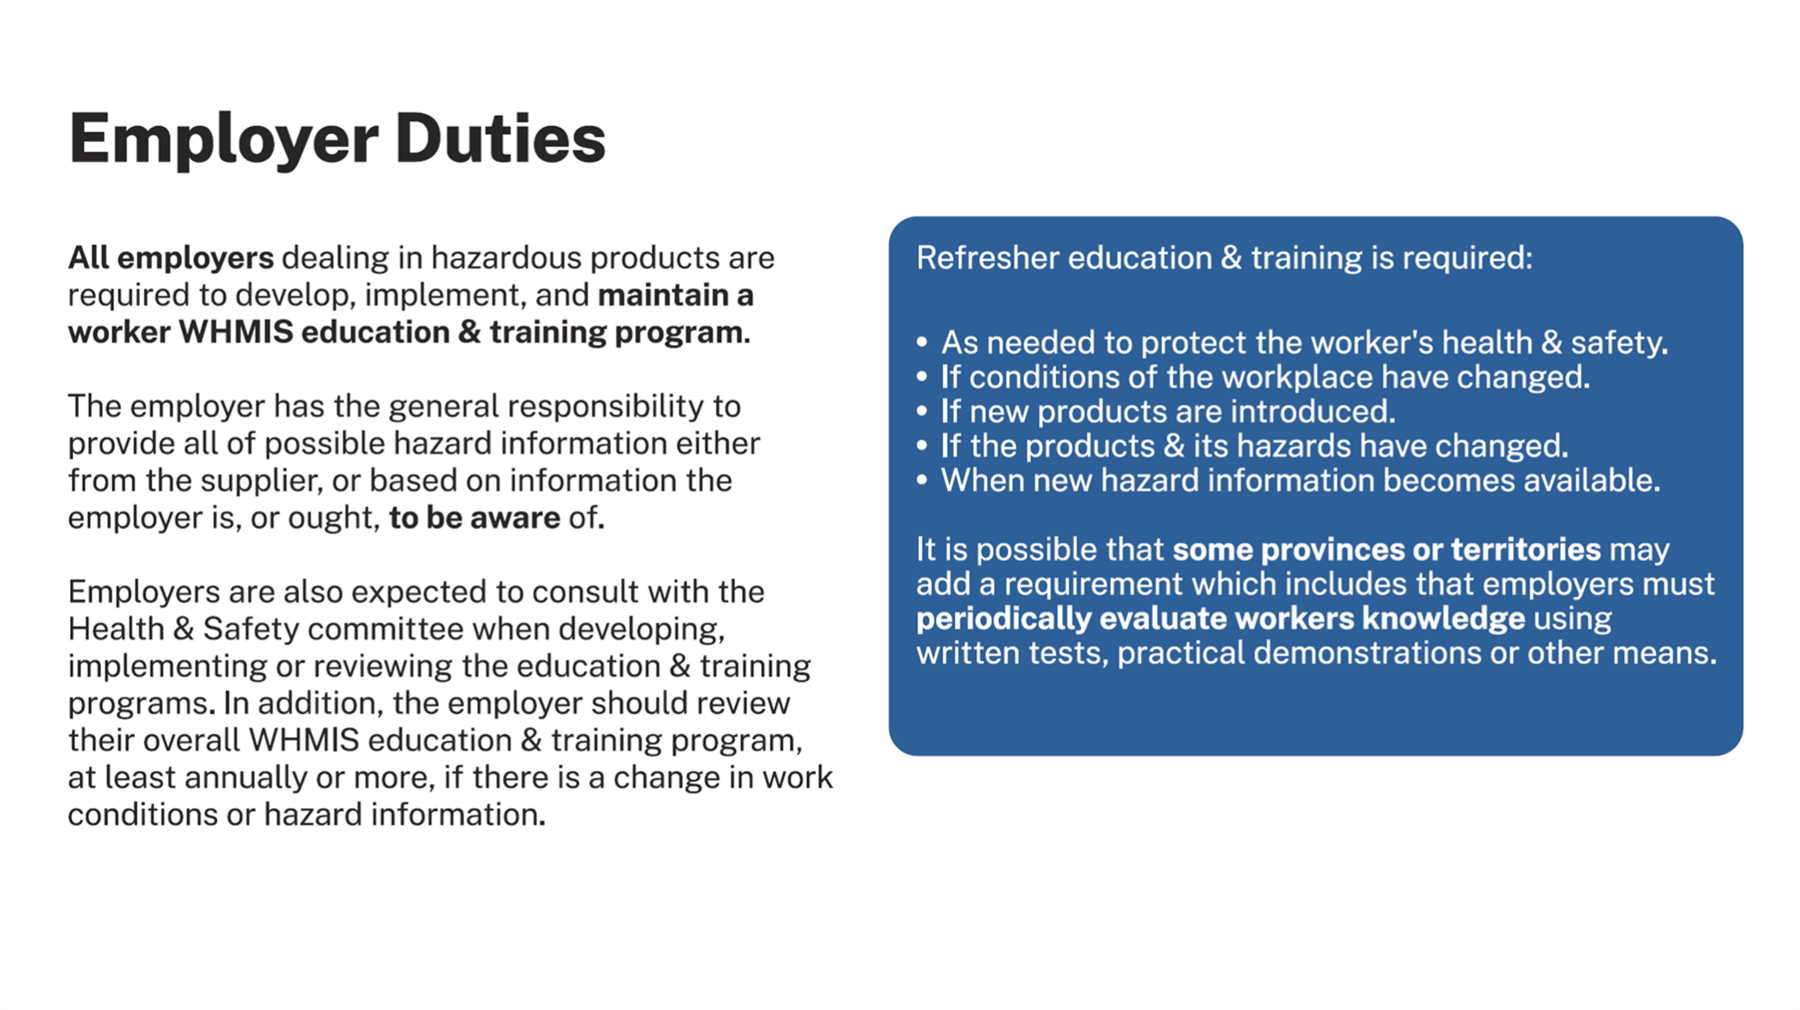 Employer Duties
All employers dealing in hazardous products are
required to develop, implement, and maintain a
worker WHMIS education & training program.
The employer has the general responsibility to
provide all of possible hazard information either
from the supplier, or based on information the
employer is, or ought, to be aware of.
Employers are also expected to consult with the
Health & Safety committee when developing,
implementing or reviewing the education & training
programs. In addition, the employer should review
their overall WHMIS education & training program,
at least annually or more, if there is a change in work
conditions or hazard information.
Refresher education & training is required:
• As needed to protect the worker's health & safety.
• If conditions of the workplace have changed.
• If new products are introduced.
• If the products & its hazards have changed.
• When new hazard information becomes available.
It is possible that some provinces or territories may
add a requirement which includes that employers must
periodically evaluate workers knowledge using
written tests, practical demonstrations or other means.